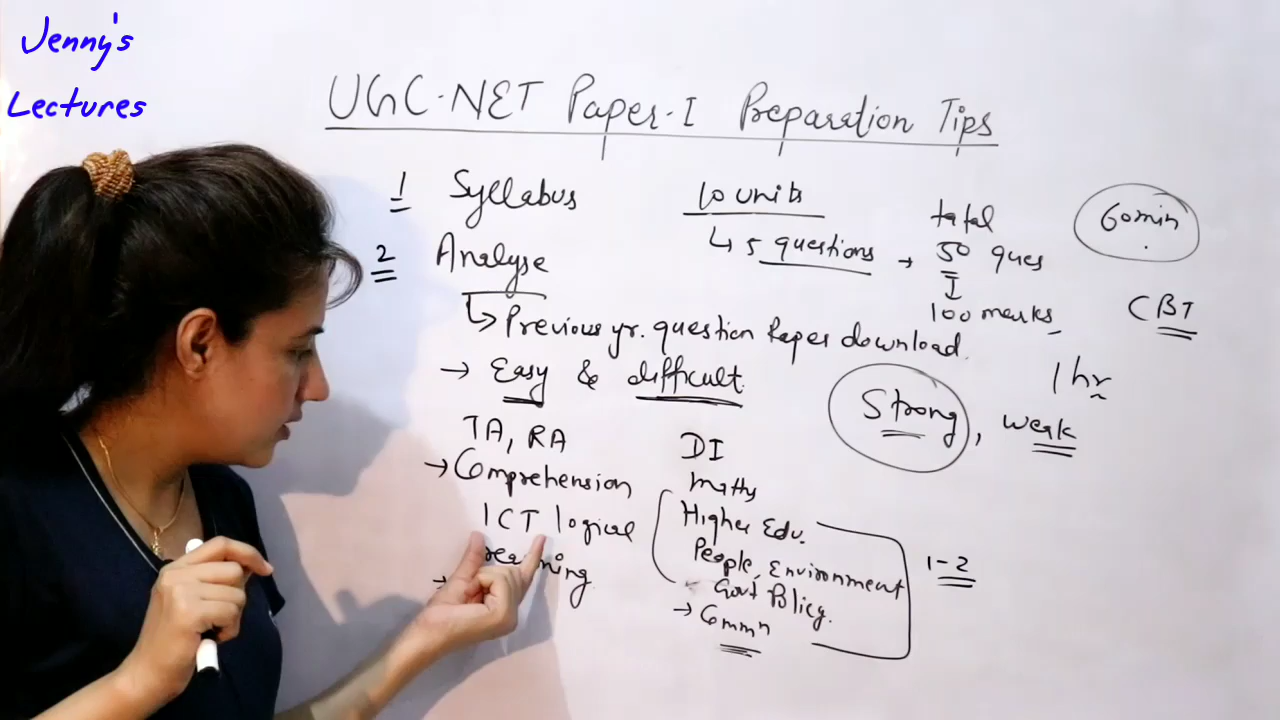 Jenny's
Lectures
UGC-NET Paper-I Preparation Tips
1 Syllabus
10 units
↳ 5 questions → total
50 ques
100 marks
60 min
CBT
1 hr
2 Analyse
↳ Previous yr. question Paper download.
→ Easy & difficult.
Strong, weak
TA, RA
→ Comprehension
ICT logical
DI
maths
Higher Edu.
People, Environment
Govt Policy.
→ Commn
1-2